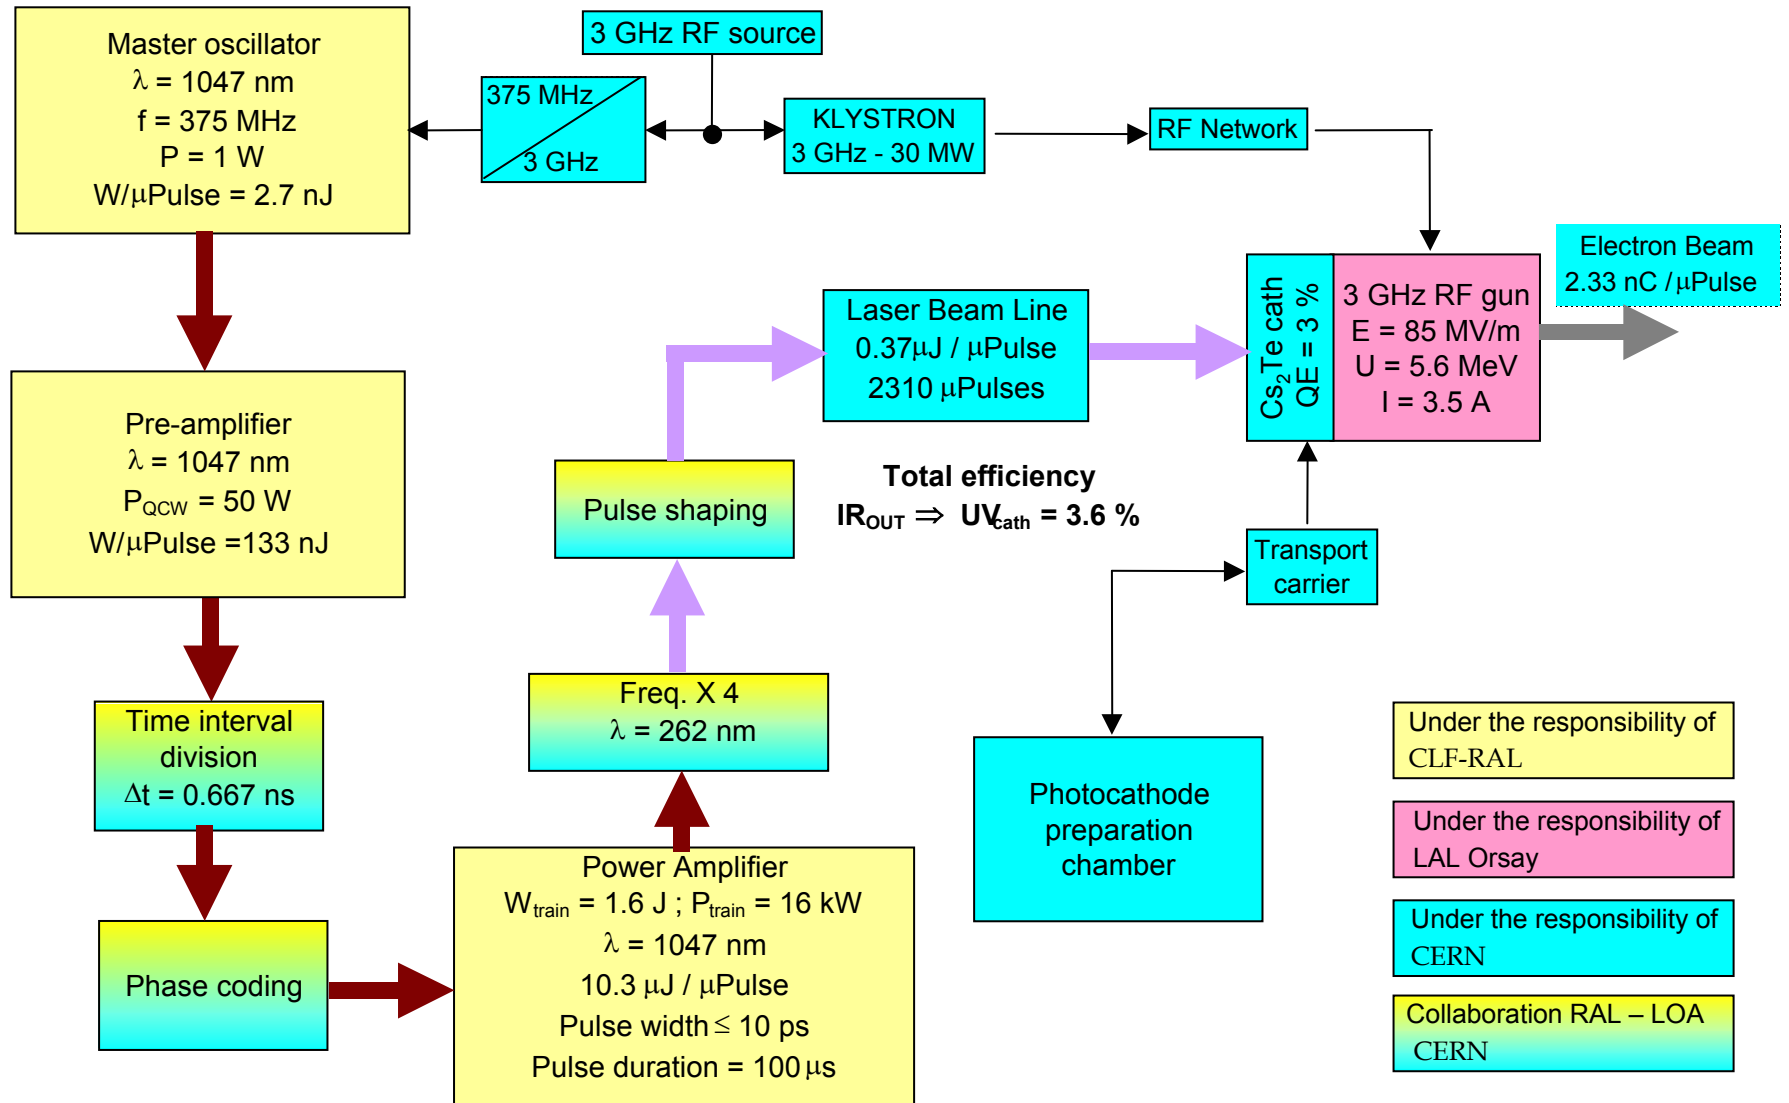 Master oscillator
λ = 1047 nm
f = 375 MHz
P = 1 W
W/μPulse = 2.7 nJ
3 GHz RF source
375 MHz
3 GHz
KLYSTRON
3 GHz - 30 MW
RF Network
Electron Beam
2.33 nC /μPulse
Cs₂Te cath
QE = 3 %
3 GHz RF gun
E = 85 MV/m
U = 5.6 MeV
I = 3.5 A
Laser Beam Line
0.37μJ / μPulse
2310 μPulses
Pre-amplifier
λ = 1047 nm
P_QCW = 50 W
W/μPulse =133 nJ
Pulse shaping
Total efficiency
IR_OUT ⇒ UV_cath = 3.6 %
Transport
carrier
Time interval
division
Δt = 0.667 ns
Freq. X 4
λ = 262 nm
Photocathode
preparation
chamber
Phase coding
Power Amplifier
W_train = 1.6 J ; P_train = 16 kW
λ = 1047 nm
10.3 μJ / μPulse
Pulse width ≤ 10 ps
Pulse duration = 100 μs
Under the responsibility of
CLF-RAL
Under the responsibility of
LAL Orsay
Under the responsibility of
CERN
Collaboration RAL – LOA
CERN